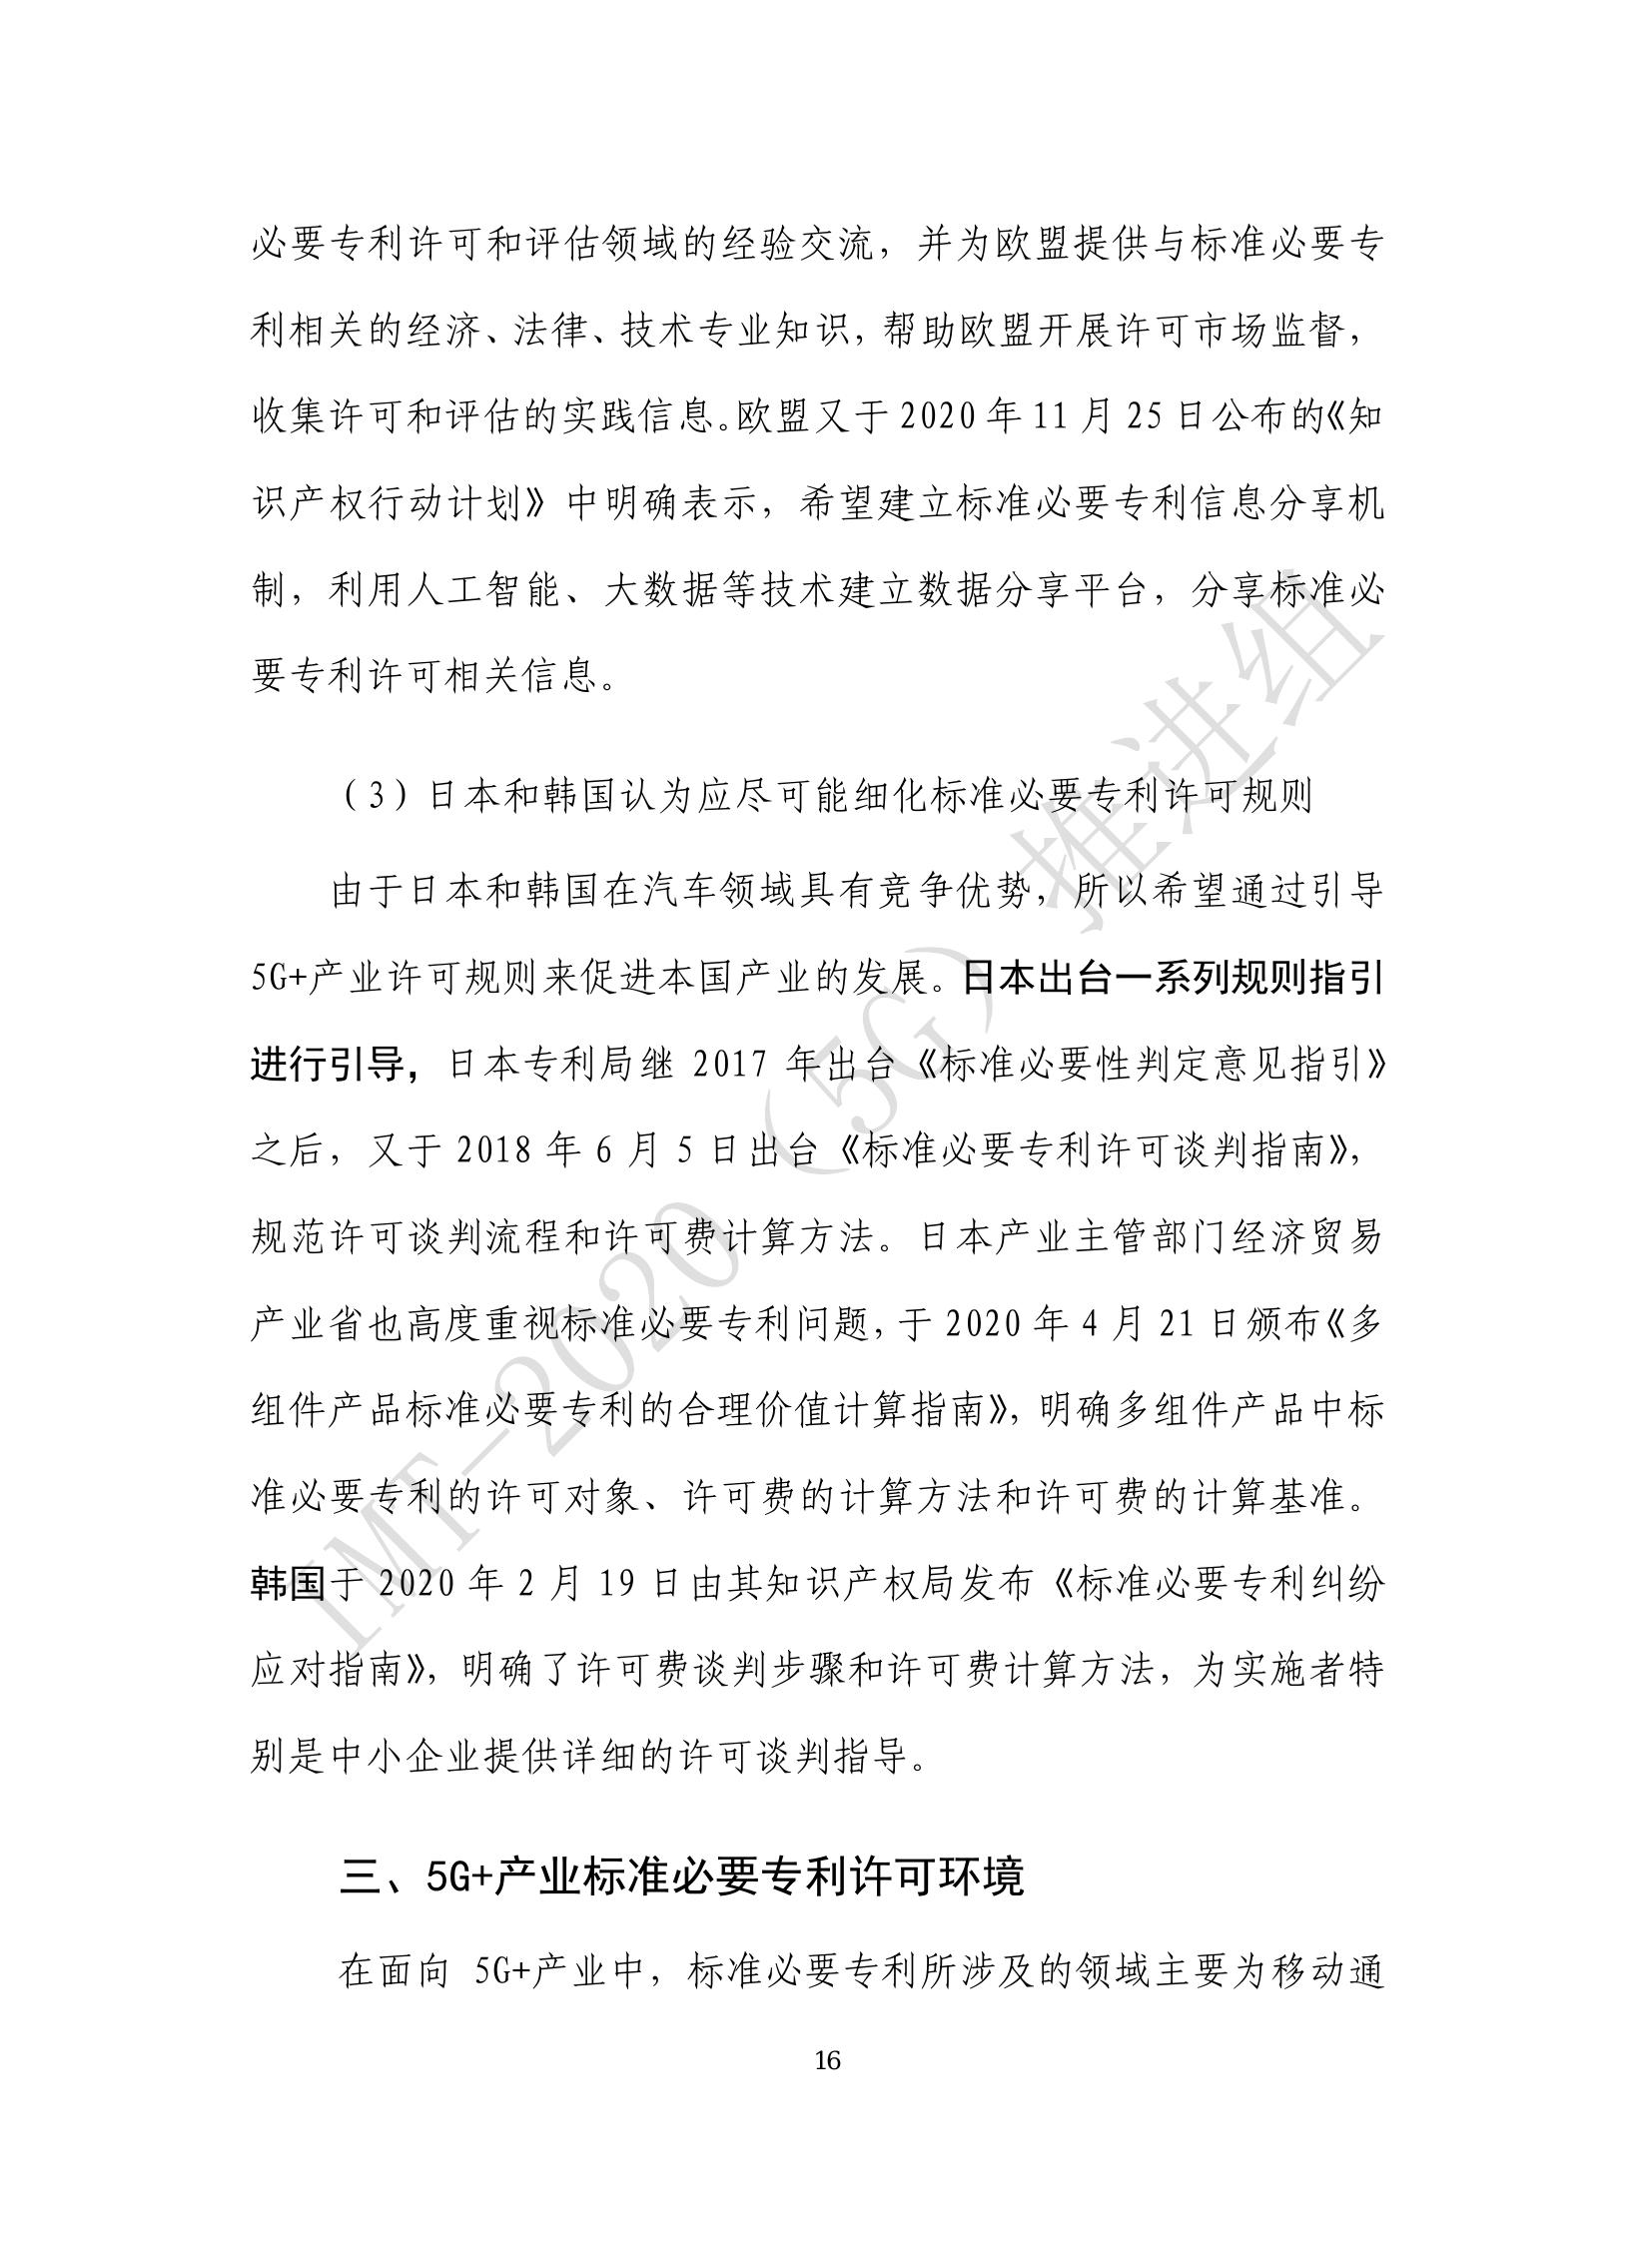 必要专利许可和评估领域的经验交流，并为欧盟提供与标准必要专
利相关的经济、法律、技术专业知识，帮助欧盟开展许可市场监督，
收集许可和评估的实践信息。欧盟又于 2020 年 11 月 25 日公布的《知
识产权行动计划》中明确表示，希望建立标准必要专利信息分享机
制，利用人工智能、大数据等技术建立数据分享平台，分享标准必
要专利许可相关信息。
（3）日本和韩国认为应尽可能细化标准必要专利许可规则
由于日本和韩国在汽车领域具有竞争优势，所以希望通过引导
5G+产业许可规则来促进本国产业的发展。日本出台一系列规则指引
进行引导，日本专利局继 2017 年出台《标准必要性判定意见指引》
之后，又于 2018 年 6 月 5 日出台《标准必要专利许可谈判指南》，
规范许可谈判流程和许可费计算方法。日本产业主管部门经济贸易
产业省也高度重视标准必要专利问题，于 2020 年 4 月 21 日颁布《多
组件产品标准必要专利的合理价值计算指南》，明确多组件产品中标
准必要专利的许可对象、许可费的计算方法和许可费的计算基准。
韩国于 2020 年 2 月 19 日由其知识产权局发布《标准必要专利纠纷
应对指南》，明确了许可费谈判步骤和许可费计算方法，为实施者特
别是中小企业提供详细的许可谈判指导。
三、5G+产业标准必要专利许可环境
在面向 5G+产业中，标准必要专利所涉及的领域主要为移动通
16
IMT-2020（5G）推进组